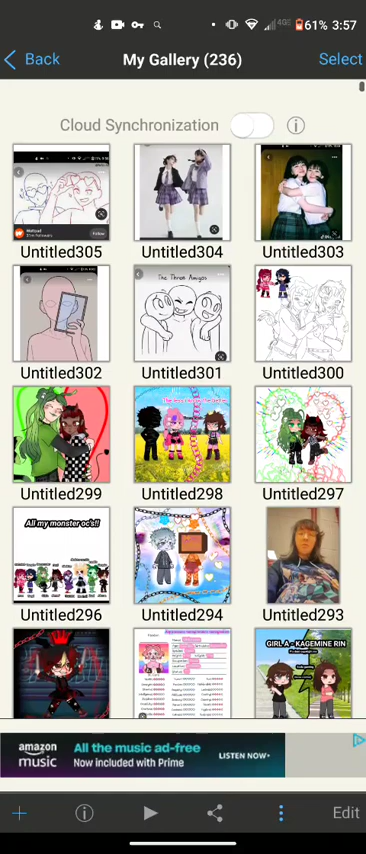 4G 61% 3:57
Back My Gallery (236) Select
Cloud Synchronization
Untitled305 Untitled304 Untitled303
The Three Amigos
Untitled302 Untitled301 Untitled300
Untitled299 Untitled298 Untitled297
All my monster oc's!!
Untitled296 Untitled294 Untitled293
GIRL A - KAGEMINE RIN
amazon music
All the music ad-free
Now included with Prime
LISTEN NOW
Edit